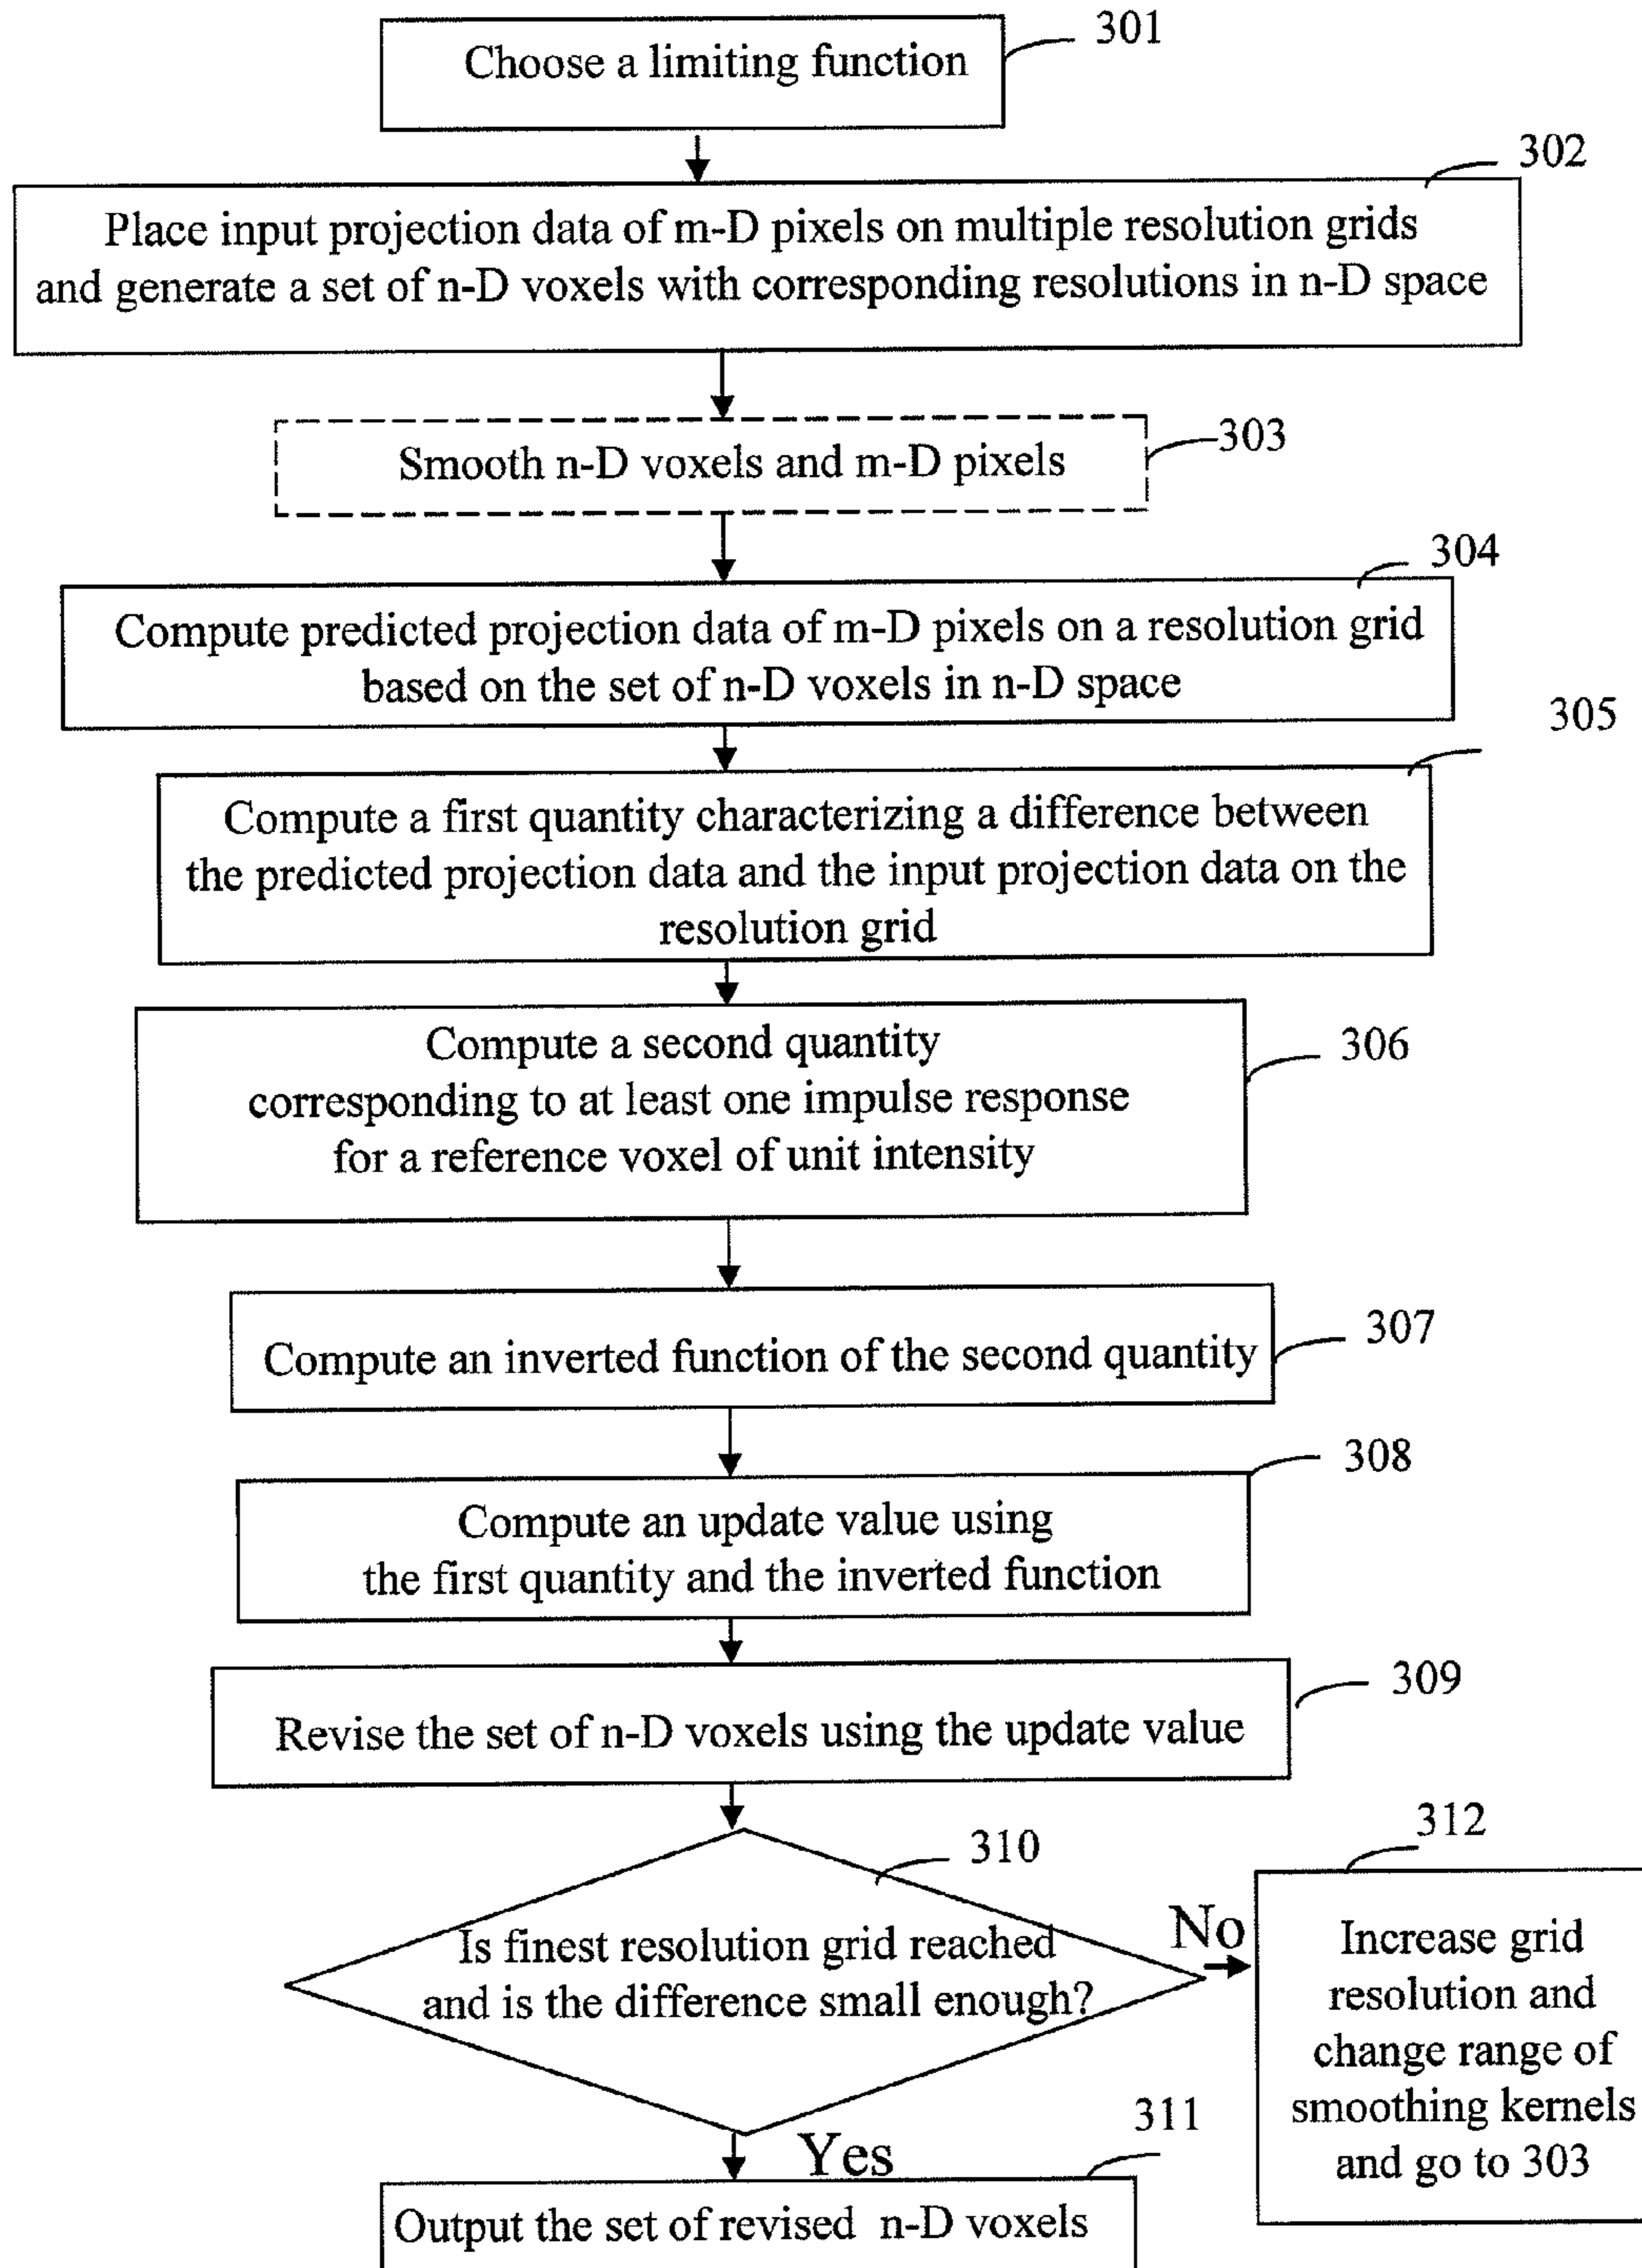 301
Choose a limiting function
302
Place input projection data of m-D pixels on multiple resolution grids
and generate a set of n-D voxels with corresponding resolutions in n-D space
303
Smooth n-D voxels and m-D pixels
304
Compute predicted projection data of m-D pixels on a resolution grid
based on the set of n-D voxels in n-D space
305
Compute a first quantity characterizing a difference between
the predicted projection data and the input projection data on the
resolution grid
306
Compute a second quantity
corresponding to at least one impulse response
for a reference voxel of unit intensity
307
Compute an inverted function of the second quantity
308
Compute an update value using
the first quantity and the inverted function
309
Revise the set of n-D voxels using the update value
310
Is finest resolution grid reached
and is the difference small enough?
No
312
Increase grid
resolution and
change range of
smoothing kernels
and go to 303
Yes
311
Output the set of revised n-D voxels